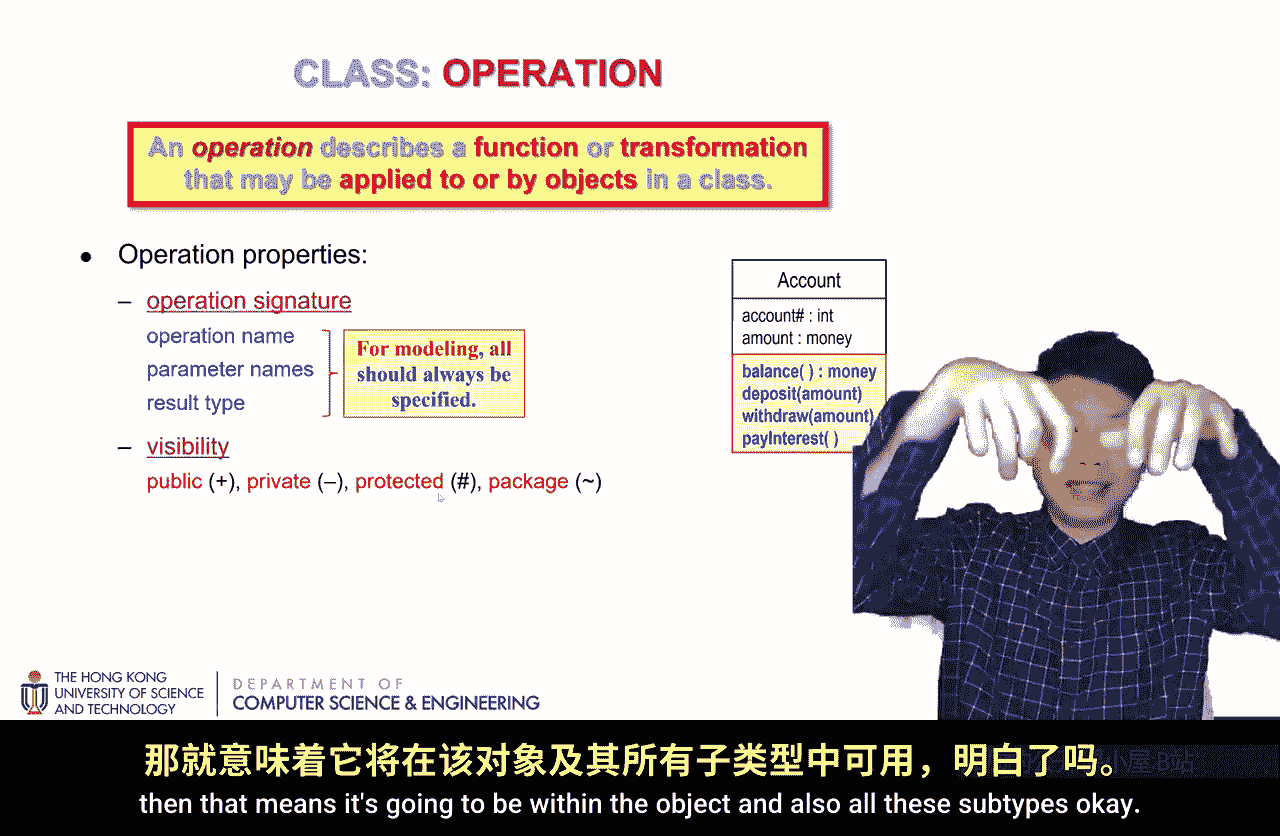 CLASS: OPERATION
An operation describes a function or transformation
that may be applied to or by objects in a class.
• Operation properties:
– operation signature
operation name
parameter names
result type
For modeling, all
should always be
specified.
– visibility
public (+), private (–), protected (#), package (~)
Account
account# : int
amount : money
balance( ) : money
deposit(amount)
withdraw(amount)
payInterest( )
THE HONG KONG
UNIVERSITY OF SCIENCE
AND TECHNOLOGY
DEPARTMENT OF
COMPUTER SCIENCE & ENGINEERING
那就意味着它将在该对象及其所有子类型中可用，明白了吗。
小屋:B站
then that means it's going to be within the object and also all these subtypes okay.